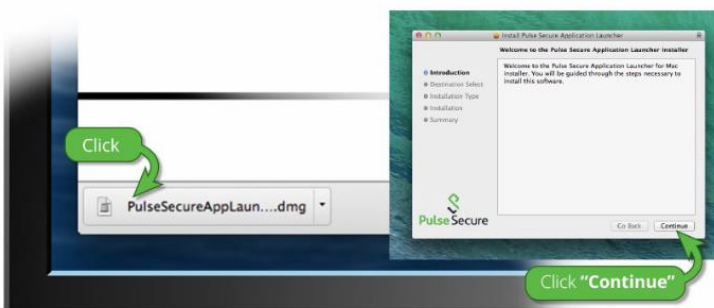 Click
PulseSecureAppLaun....dmg
Install Pulse Secure Application Launcher
Welcome to the Pulse Secure Application Launcher Installer
Introduction
Destination Select
Installation Type
Installation
Summary
Welcome to the Pulse Secure Application Launcher for Mac
installer. You will be guided through the steps necessary to
install this software.
Pulse Secure
Go Back
Continue
Click "Continue"